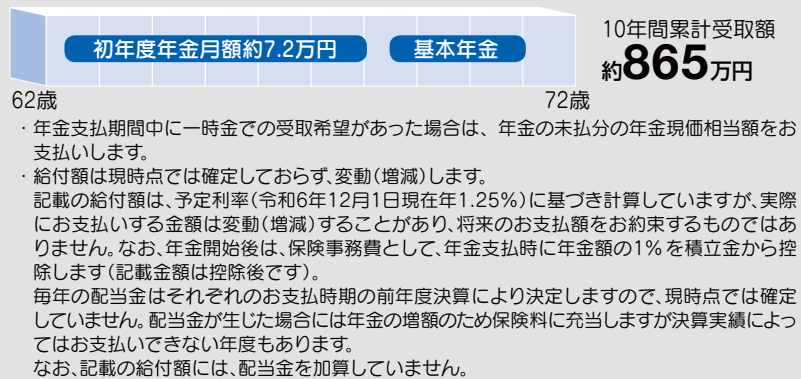 初年度年金月額約7.2万円 基本年金
10年間累計受取額
約865万円
62歳 72歳
・年金支払期間中に一時金での受取希望があった場合は、年金の未払分の年金現価相当額をお
支払いします。
・給付額は現時点では確定しておらず、変動(増減)します。
記載の給付額は、予定利率(令和6年12月1日現在年1.25%)に基づき計算していますが、実際
にお支払いする金額は変動(増減)することがあり、将来のお支払額をお約束するものではあ
りません。なお、年金開始後は、保険事務費として、年金支払時に年金額の1%を積立金から控
除します(記載金額は控除後です)。
毎年の配当金はそれぞれのお支払時期の前年度決算により決定しますので、現時点では確定
していません。配当金が生じた場合には年金の増額のため保険料に充当しますが決算実績によっ
てはお支払いできない年度もあります。
なお、記載の給付額には、配当金を加算していません。